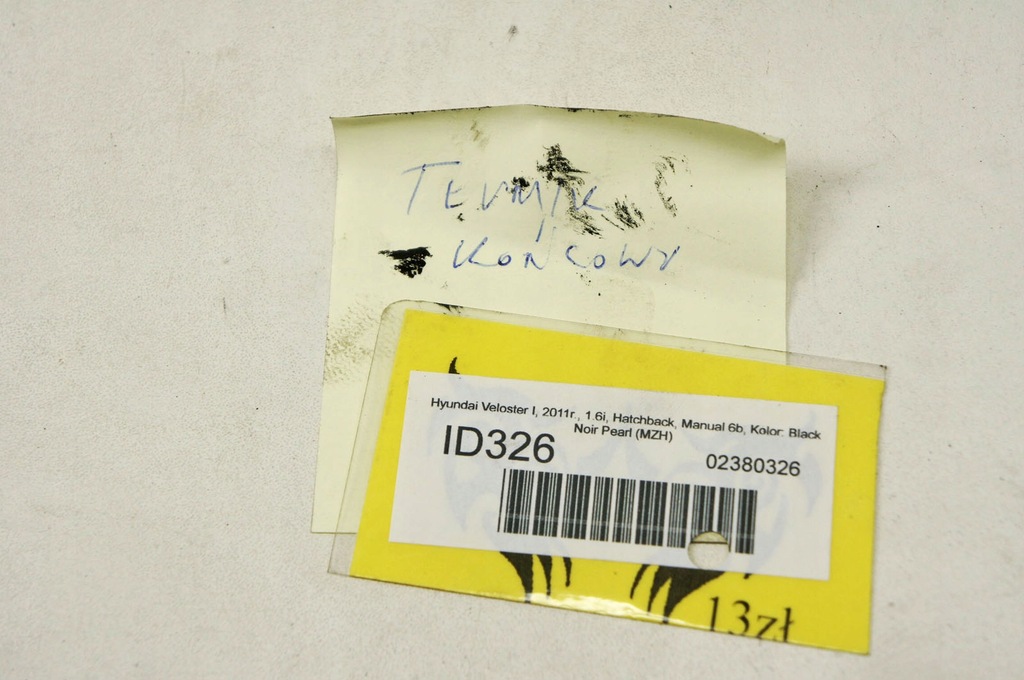 TERMIK
KOŃCOWY
Hyundai Veloster I, 2011r., 1.6i, Hatchback, Manual 6b, Kolor: Black
Noir Pearl (MZH)
ID326
02380326
13zł